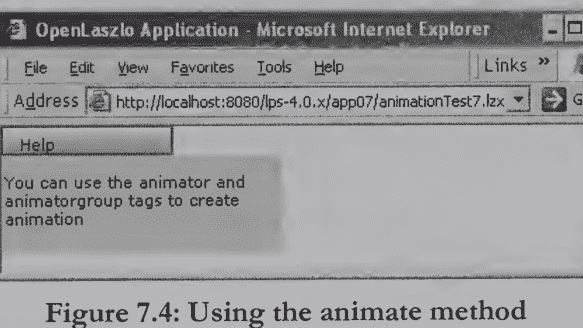 OpenLaszlo Application - Microsoft Internet Explorer
File Edit View Favorites Tools Help Links »
Address http://localhost:8080/lps-4.0.x/app07/animationTest7.lzx G
Help
You can use the animator and
animatorgroup tags to create
animation
Figure 7.4: Using the animate method